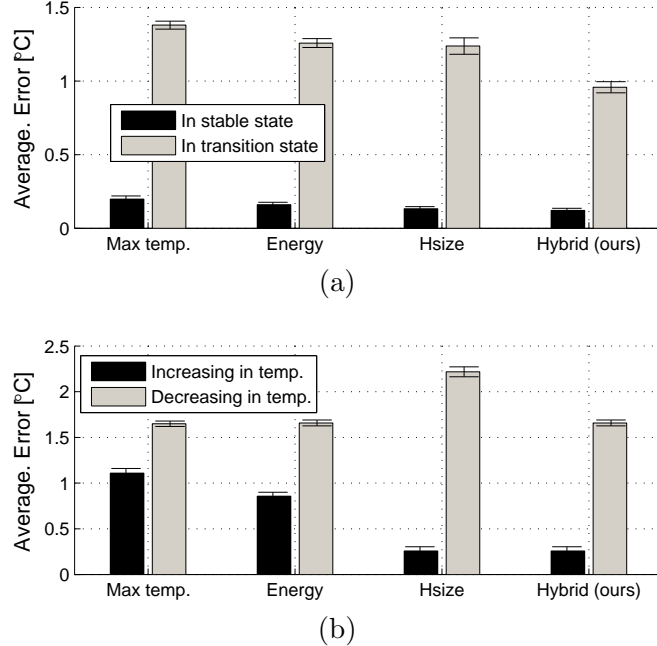 1.5
1
0.5
0
Average. Error [°C]
In stable state
In transition state
Max temp. Energy Hsize Hybrid (ours)
(a)
2.5
2
1.5
1
0.5
0
Average. Error [°C]
Increasing in temp.
Decreasing in temp.
Max temp. Energy Hsize Hybrid (ours)
(b)